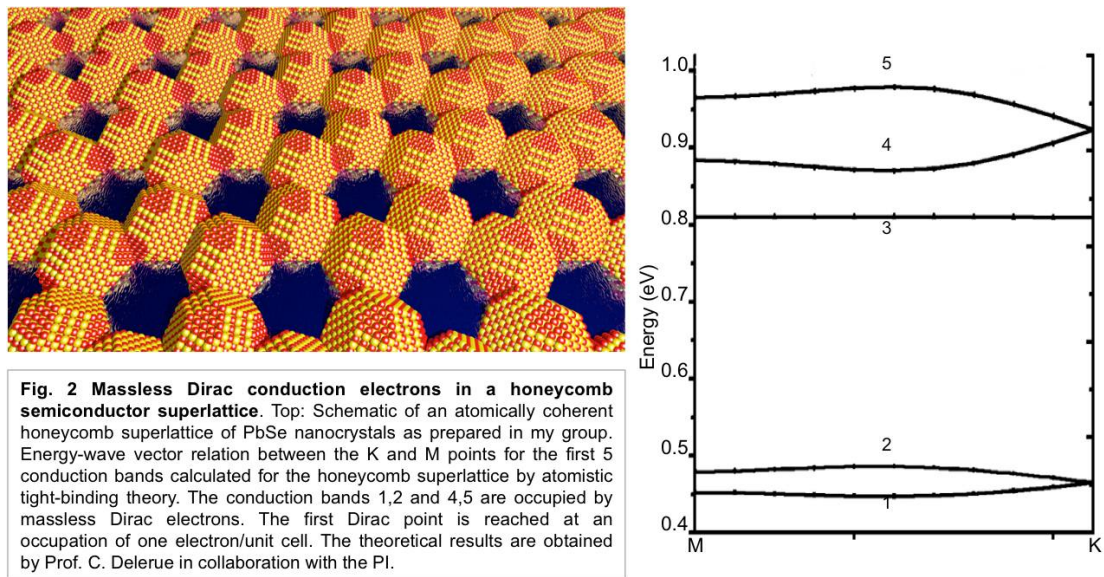 Fig. 2 Massless Dirac conduction electrons in a honeycomb
semiconductor superlattice. Top: Schematic of an atomically coherent
honeycomb superlattice of PbSe nanocrystals as prepared in my group.
Energy-wave vector relation between the K and M points for the first 5
conduction bands calculated for the honeycomb superlattice by atomistic
tight-binding theory. The conduction bands 1,2 and 4,5 are occupied by
massless Dirac electrons. The first Dirac point is reached at an
occupation of one electron/unit cell. The theoretical results are obtained
by Prof. C. Delerue in collaboration with the PI.
1.0
0.9
0.8
0.7
0.6
0.5
0.4
Energy (eV)
5
4
3
2
1
M
K